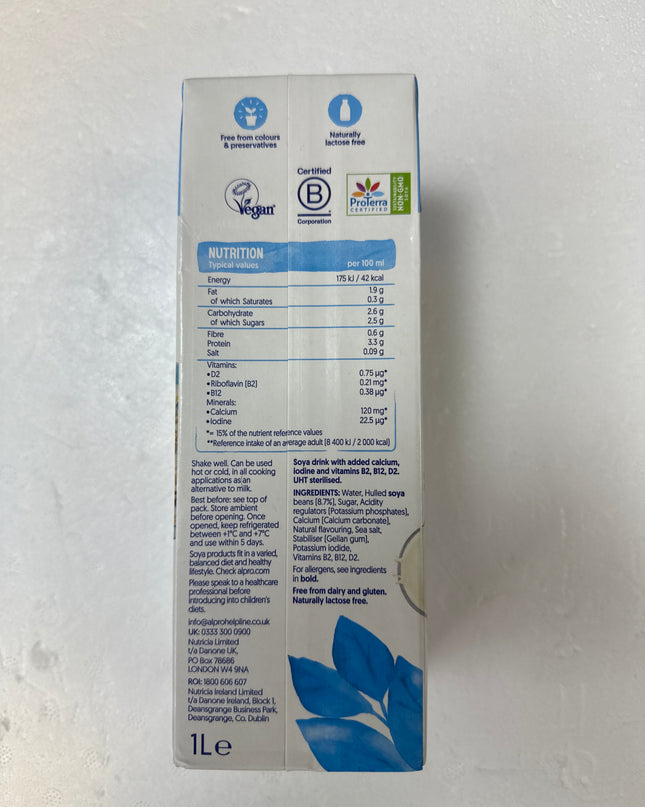 Free from colours
& preservatives
Naturally
lactose free
Vegan
Certified
B
Corporation
ProTerra
CERTIFIED
SUSTAINABILITY
NON-GMO
SOYA
NUTRITION
Typical values per 100 ml
Energy 175 kJ / 42 kcal
Fat 1.9 g
of which Saturates 0.3 g
Carbohydrate 2.6 g
of which Sugars 2.5 g
Fibre 0.6 g
Protein 3.3 g
Salt 0.09 g
Vitamins:
•D2 0.75 µg*
•Riboflavin (B2) 0.21 mg*
•B12 0.38 µg*
Minerals:
•Calcium 120 mg*
•Iodine 22.5 µg*
*= 15% of the nutrient reference values
**Reference intake of an average adult (8 400 kJ / 2 000 kcal)
Shake well. Can be used
hot or cold, in all cooking
applications as an
alternative to milk.
Best before: see top of
pack. Store ambient
before opening. Once
opened, keep refrigerated
between +1°C and +7°C
and use within 5 days.
Soya products fit in a varied,
balanced diet and healthy
lifestyle. Check alpro.com
Please speak to a healthcare
professional before
introducing into children's
diets.
info@alprohelpline.co.uk
UK: 0333 300 0900
Nutricia Limited
t/a Danone UK,
PO Box 78686
LONDON W4 9NA
ROI: 1800 606 607
Nutricia Ireland Limited
t/a Danone Ireland, Block 1,
Deansgrange Business Park,
Deansgrange, Co. Dublin
1L℮
Soya drink with added calcium,
iodine and vitamins B2, B12, D2.
UHT sterilised.
INGREDIENTS: Water, Hulled soya
beans (8.7%), Sugar, Acidity
regulators (Potassium phosphates),
Calcium (Calcium carbonate),
Natural flavouring, Sea salt,
Stabiliser (Gellan gum),
Potassium iodide,
Vitamins B2, B12, D2.
For allergens, see ingredients
in bold.
Free from dairy and gluten.
Naturally lactose free.